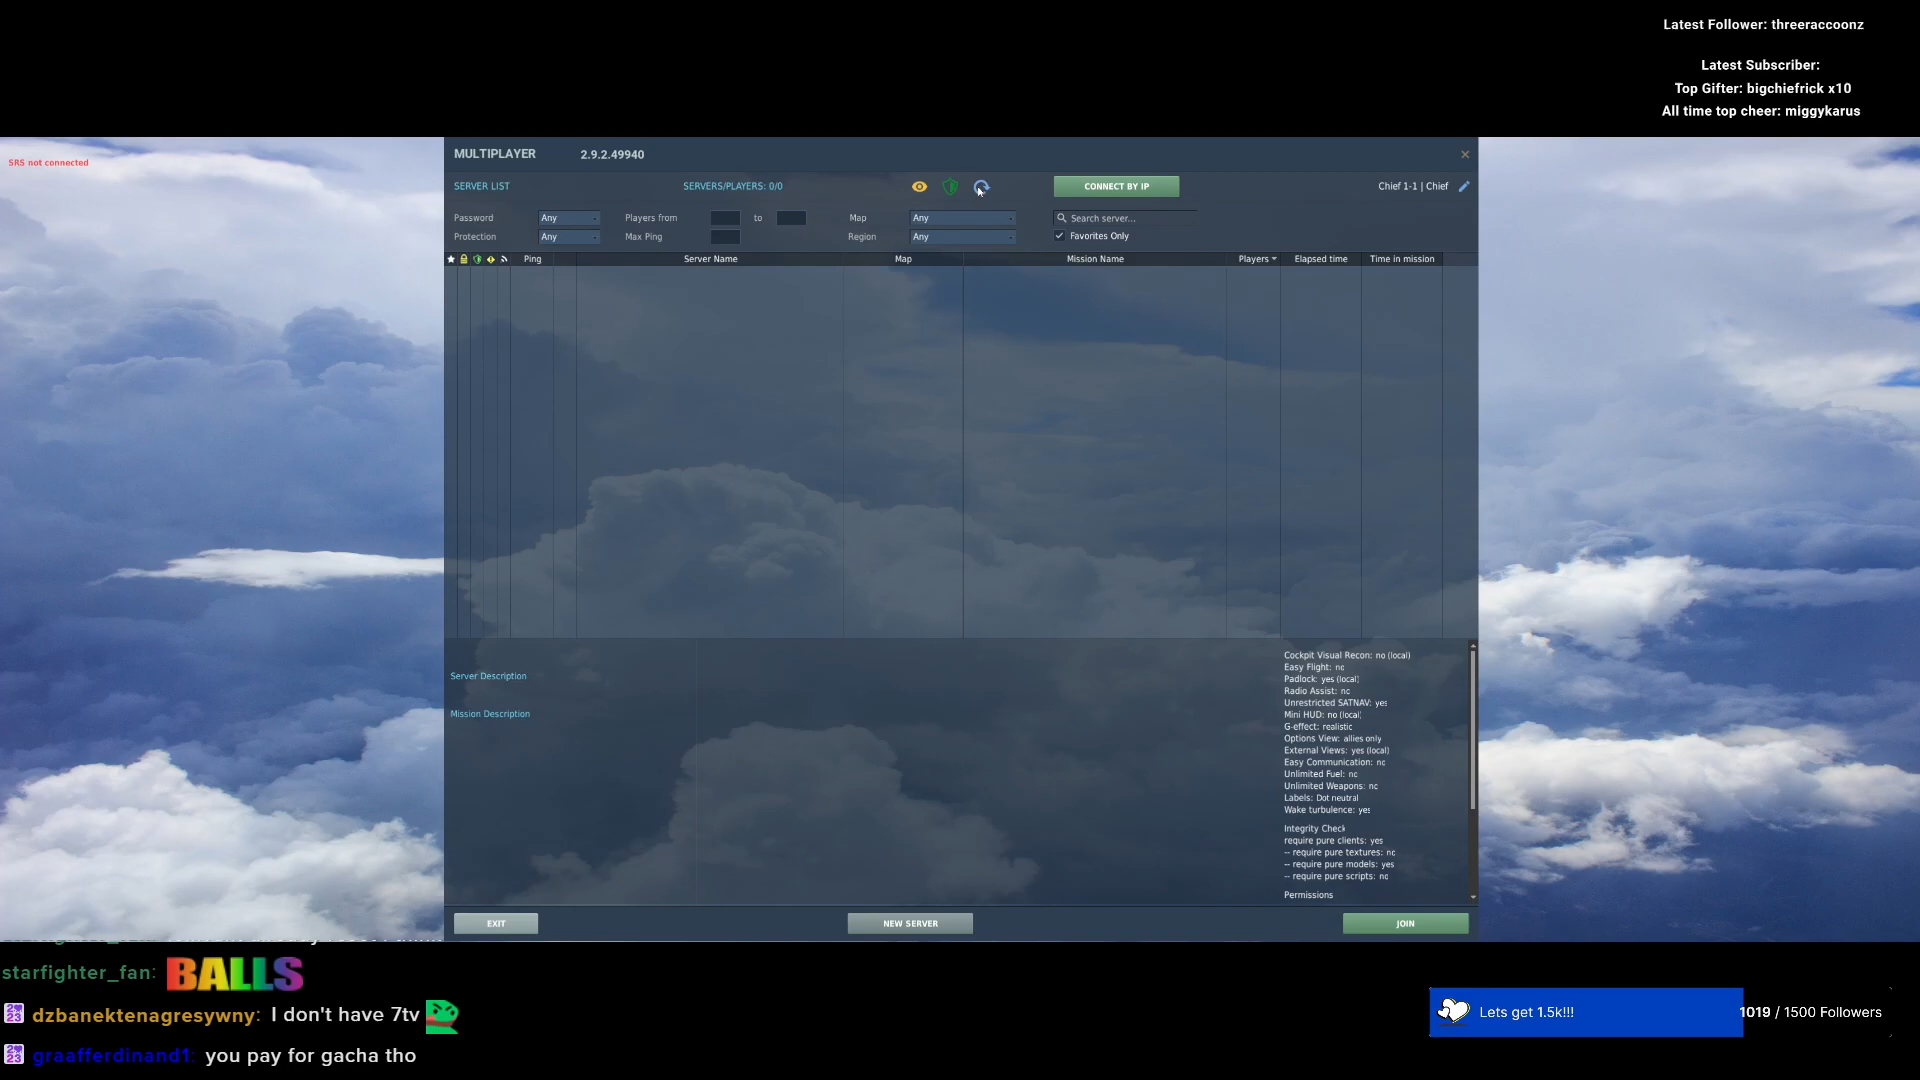 Latest Follower: threeraccoonz
Latest Subscriber:
Top Gifter: bigchiefrick x10
All time top cheer: miggykarus
SRS not connected
MULTIPLAYER 2.9.2.49940
SERVER LIST SERVERS/PLAYERS: 0/0 CONNECT BY IP Chief 1-1 | Chief
Password Any Players from to Map Any Search server...
Protection Any Max Ping Region Any Favorites Only
Ping Server Name Map Mission Name Players Elapsed time Time in mission
Cockpit Visual Recon: no (local)
Easy Flight: no
Server Description
Padlock: yes (local)
Radio Assist: no
Unrestricted SATNAV: yes
Mission Description
Mini HUD: no (local)
G-effect: realistic
Options View: allies only
External Views: yes (local)
Easy Communication: no
Unlimited Fuel: no
Unlimited Weapons: no
Labels: Dot neutral
Wake turbulence: yes
Integrity Check
require pure clients: yes
-- require pure textures: no
-- require pure models: yes
-- require pure scripts: no
Permissions
EXIT NEW SERVER JOIN
starfighter_fan: BALLS
dzbanektenagresywny: I don't have 7tv
graafferdinand1: you pay for gacha tho
Lets get 1.5k!!! 1019 / 1500 Followers